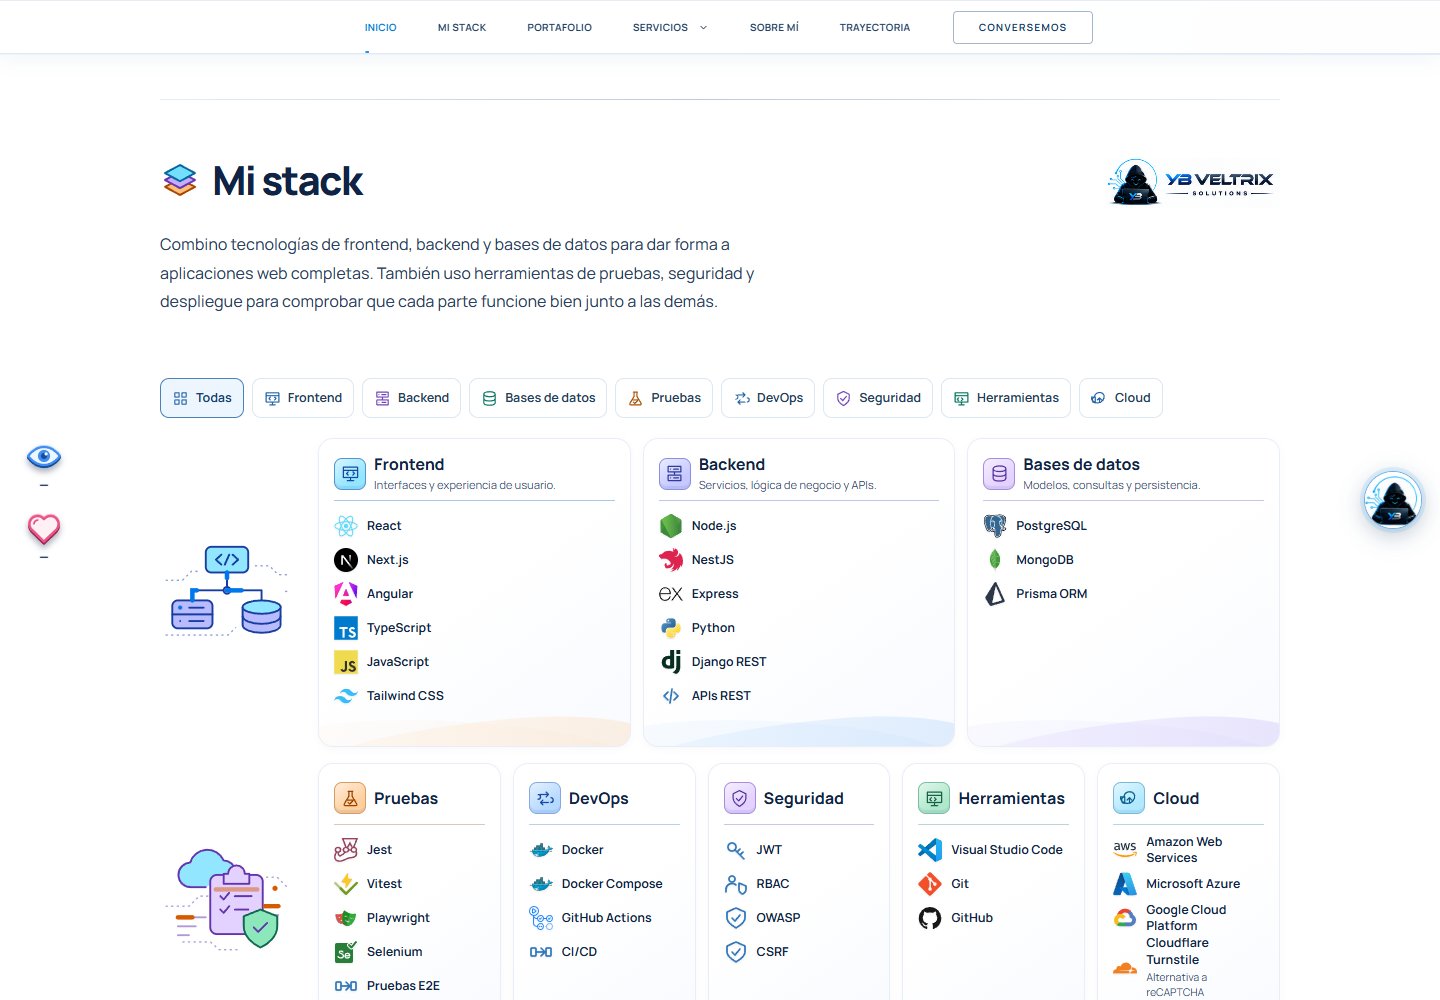 INICIO
MI STACK
PORTAFOLIO
SERVICIOS
SOBRE MÍ
TRAYECTORIA
CONVERSEMOS
Mi stack
YB VELTRIX
SOLUTIONS
Combino tecnologías de frontend, backend y bases de datos para dar forma a
aplicaciones web completas. También uso herramientas de pruebas, seguridad y
despliegue para comprobar que cada parte funcione bien junto a las demás.
Todas
Frontend
Backend
Bases de datos
Pruebas
DevOps
Seguridad
Herramientas
Cloud
–
–
YB
Frontend
Interfaces y experiencia de usuario.
React
Next.js
Angular
TypeScript
JavaScript
Tailwind CSS
Backend
Servicios, lógica de negocio y APIs.
Node.js
NestJS
Express
Python
Django REST
APIs REST
Bases de datos
Modelos, consultas y persistencia.
PostgreSQL
MongoDB
Prisma ORM
Pruebas
Jest
Vitest
Playwright
Selenium
Pruebas E2E
DevOps
Docker
Docker Compose
GitHub Actions
CI/CD
Seguridad
JWT
RBAC
OWASP
CSRF
Herramientas
Visual Studio Code
Git
GitHub
Cloud
aws
Amazon Web
Services
Microsoft Azure
Google Cloud
Platform
Cloudflare
Turnstile
Alternativa a
reCAPTCHA